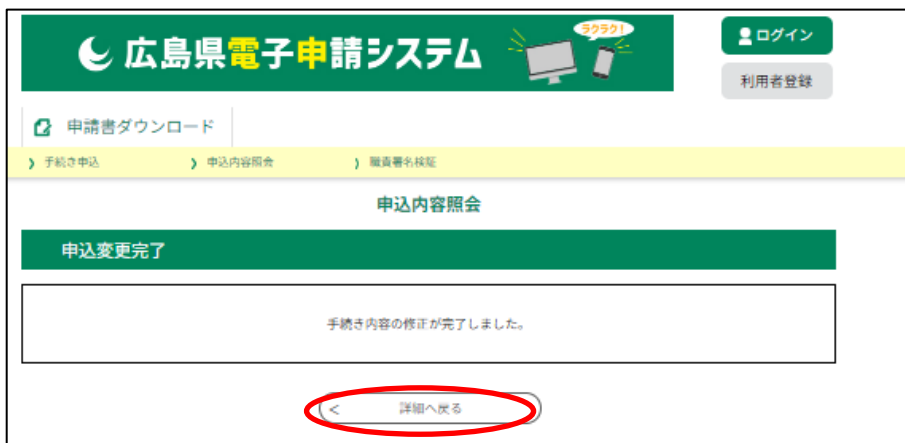 広島県電子申請システム
ラクラク!
ログイン
利用者登録
申請書ダウンロード
手続き申込
申込内容照会
職責署名検証
申込内容照会
申込変更完了
手続き内容の修正が完了しました。
< 詳細へ戻る